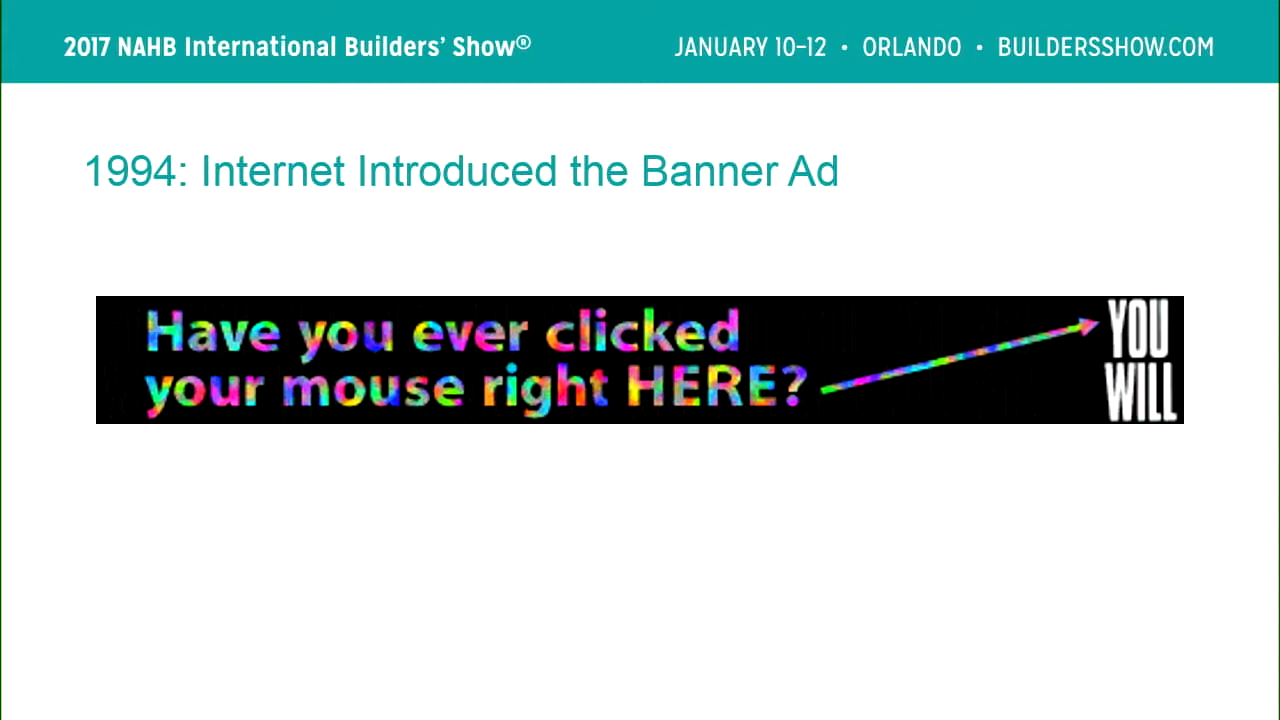 2017 NAHB International Builders’ Show®
JANUARY 10–12 • ORLANDO • BUILDERSSHOW.COM
1994: Internet Introduced the Banner Ad
Have you ever clicked
your mouse right HERE?
YOU
WILL